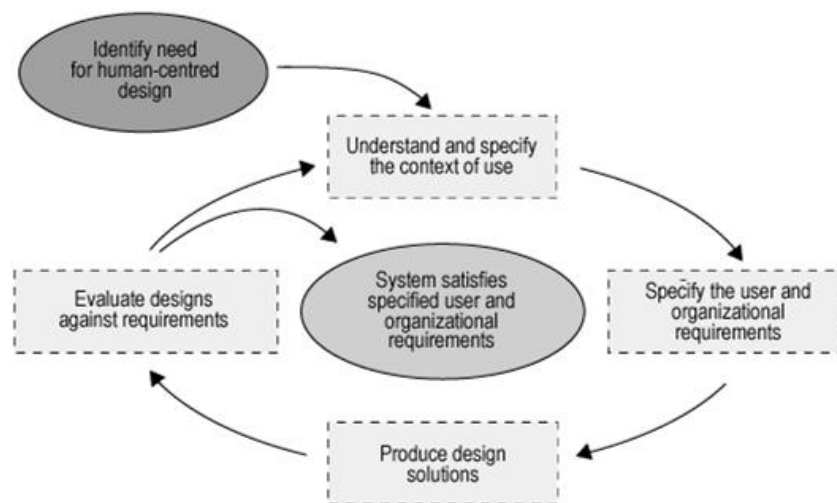 Identify need
for human-centred
design
Understand and specify
the context of use
Evaluate designs
against requirements
System satisfies
specified user and
organizational
requirements
Specify the user and
organizational
requirements
Produce design
solutions